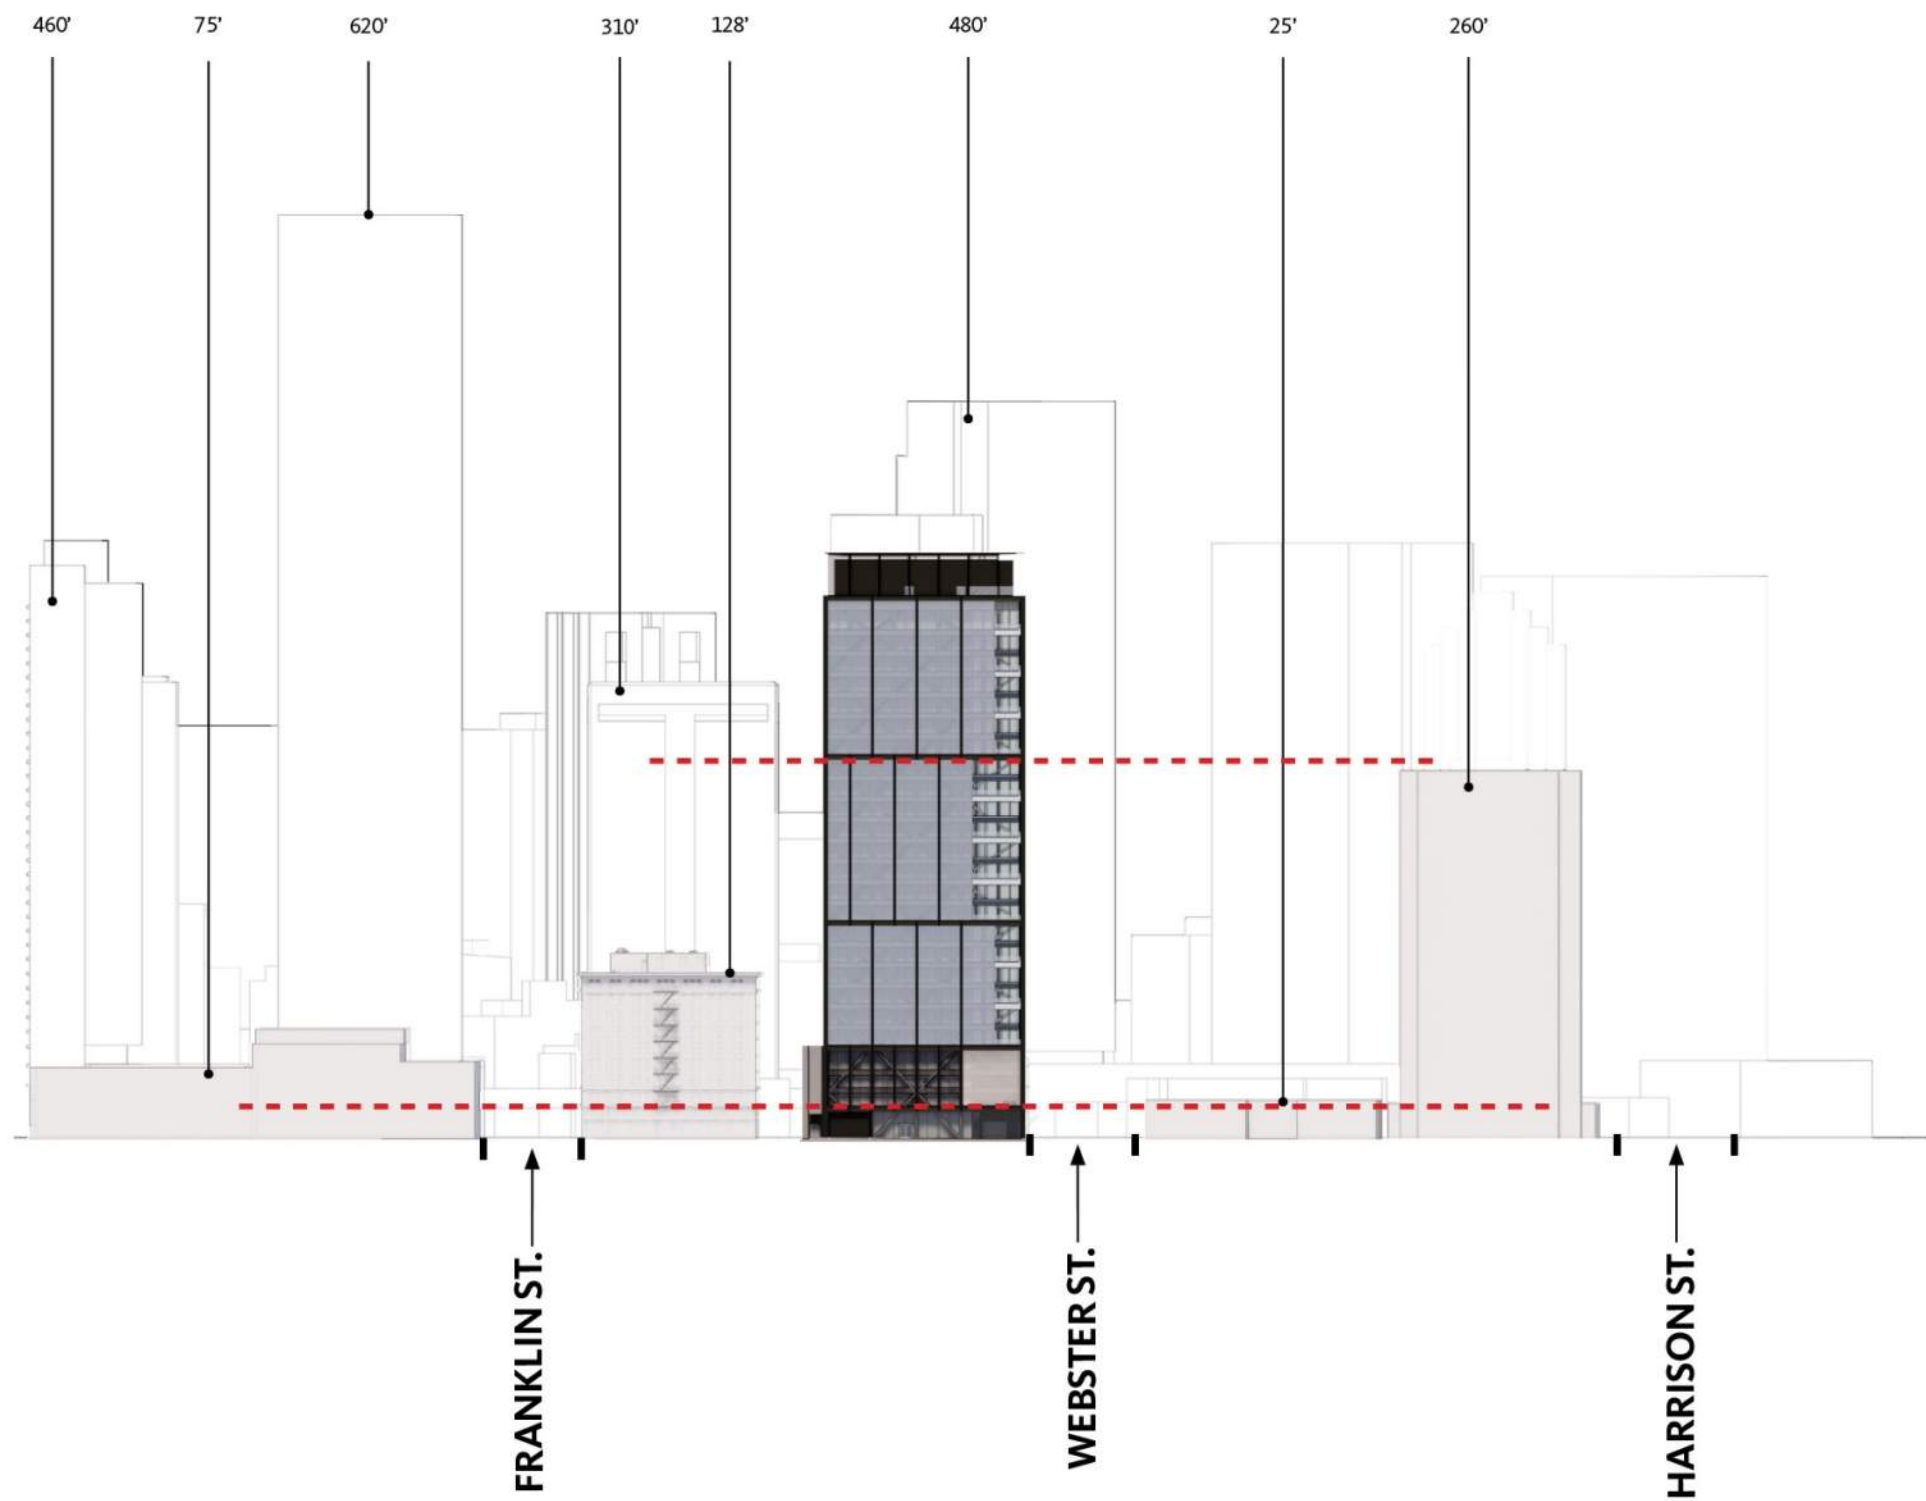 460’
75’
620’
310’
128’
480’
25’
260’
FRANKLIN ST.
WEBSTER ST.
HARRISON ST.